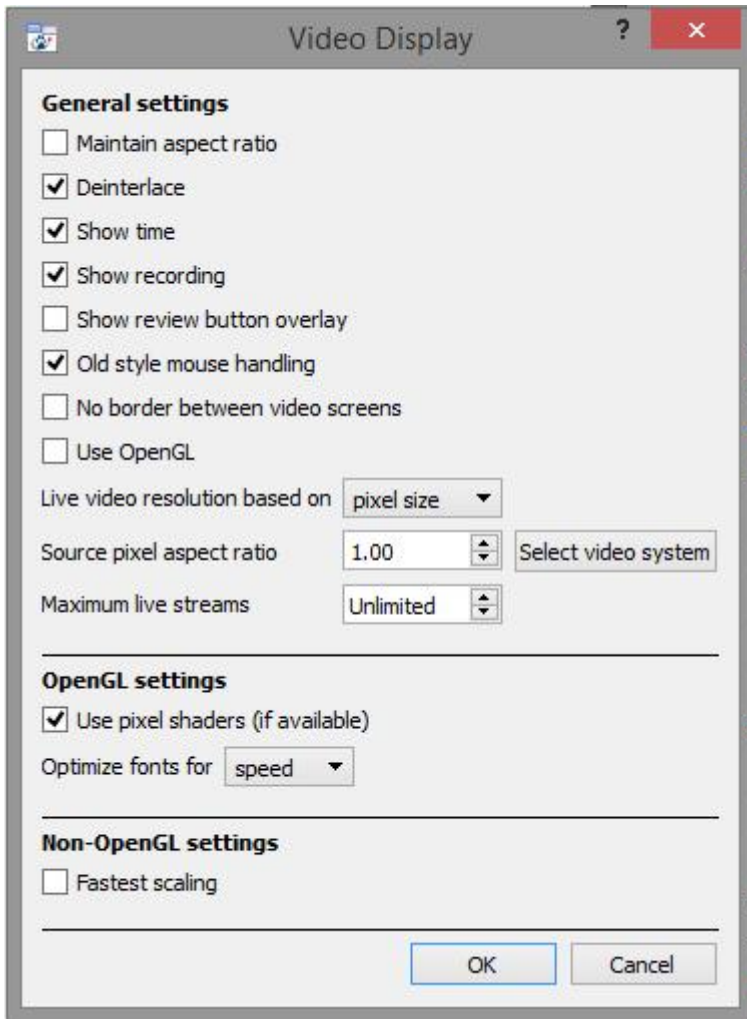 Video Display
?
General settings
Maintain aspect ratio
Deinterlace
Show time
Show recording
Show review button overlay
Old style mouse handling
No border between video screens
Use OpenGL
Live video resolution based on pixel size
Source pixel aspect ratio 1.00 Select video system
Maximum live streams Unlimited
OpenGL settings
Use pixel shaders (if available)
Optimize fonts for speed
Non-OpenGL settings
Fastest scaling
OK Cancel